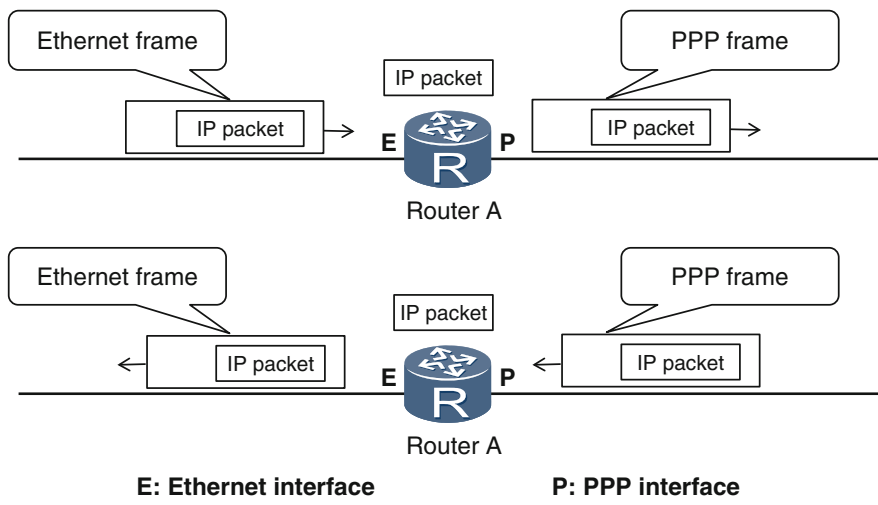 Ethernet frame
PPP frame
IP packet
IP packet
IP packet
E
P
R
Router A
Ethernet frame
PPP frame
IP packet
IP packet
IP packet
E
P
R
Router A
E: Ethernet interface
P: PPP interface